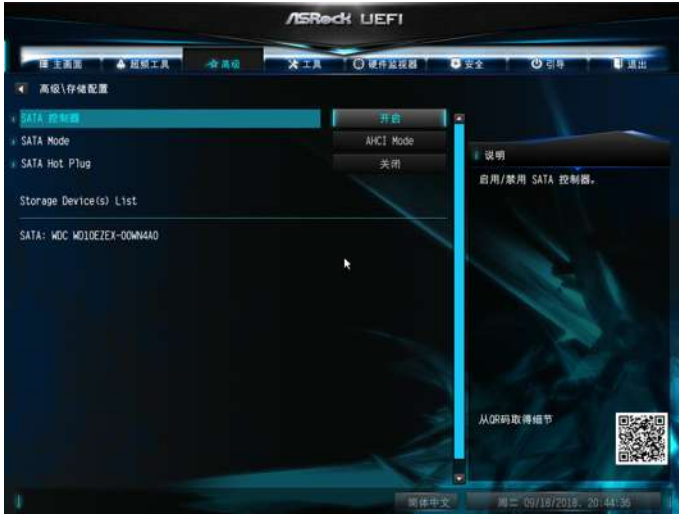 ASRock UEFI
主画面 超频工具 高级 工具 硬件监视器 安全 引导 退出
高级\存储配置
SATA 控制器 开启
SATA Mode AHCI Mode
SATA Hot Plug 关闭
Storage Device(s) List
SATA: WDC WD10EZEX-00WN4A0
说明
启用/禁用 SATA 控制器。
从QR码取得细节
简体中文 周二 09/18/2018, 20:44:36